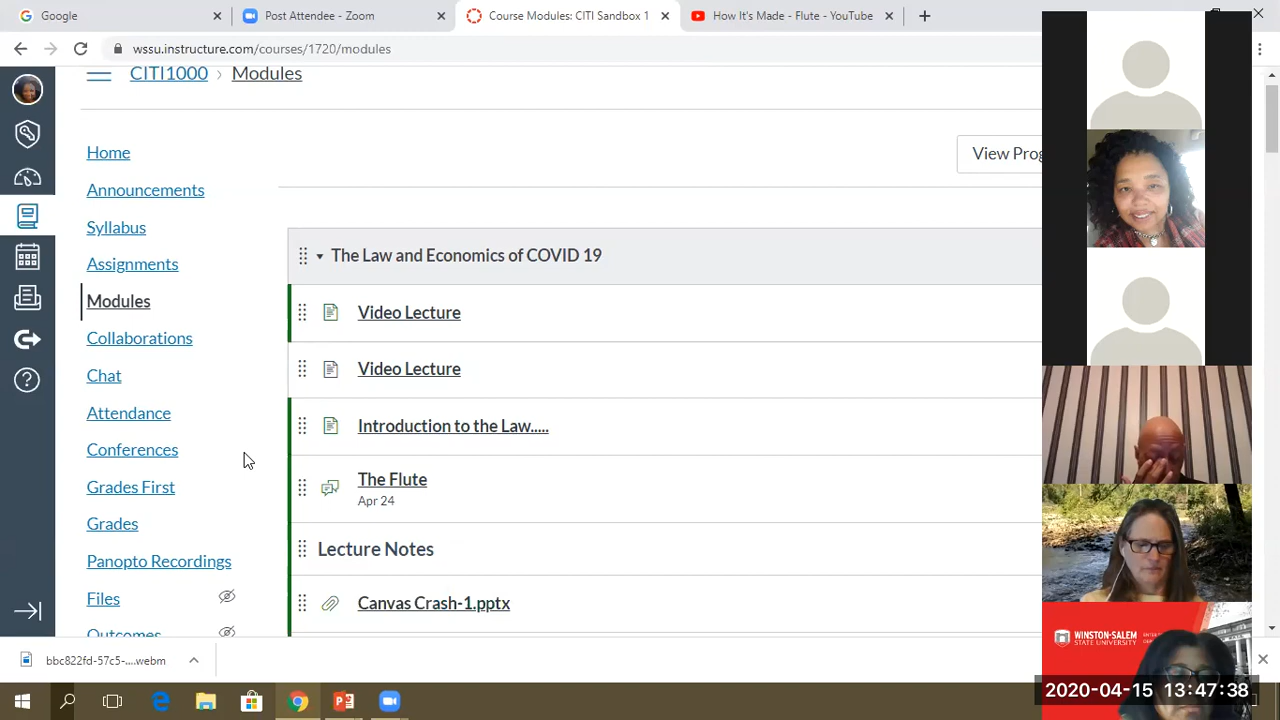 Google
Post Attendee - Zoom
Course Modules: CITI Sandbox 1
How It's Made - Flute - YouTube
wssu.instructure.com/courses/1720/modules
CITI1000 › Modules
Home
Announcements
Syllabus
Assignments
Modules
Collaborations
Chat
Attendance
Conferences
Grades First
Grades
Panopto Recordings
Files
Outcomes
View Prog
The Law and Economics of COVID 19
Video Lecture
Video Lecture
Introduction to the Law.....
The Flute
Apr 24
Lecture Notes
Canvas Crash-1.pptx
bbc822fd-57c5-....webm
WINSTON-SALEM
STATE UNIVERSITY
2020-04-15 13:47:38